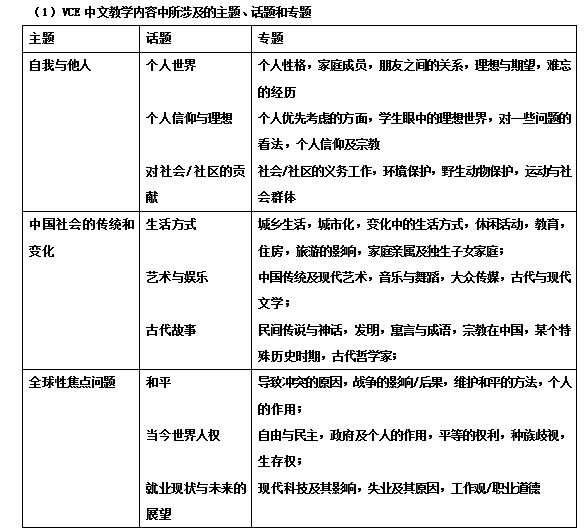 （1）VCE 中文教学内容中所涉及的主题、话题和专题
主题 话题 专题
自我与他人 个人世界 个人性格，家庭成员，朋友之间的关系，理想与期望，难忘
的经历
个人信仰与理想 个人优先考虑的方面，学生眼中的理想世界，对一些问题的
看法，个人信仰及宗教
对社会/社区的贡 社会/社区的义务工作，环境保护，野生动物保护，运动与社
献 会群体
中国社会的传统和 生活方式 城乡生活，城市化，变化中的生活方式，休闲活动，教育，
变化 住房，旅游的影响，家庭亲属及独生子女家庭；
艺术与娱乐 中国传统及现代艺术，音乐与舞蹈，大众传媒，古代与现代
文学；
古代故事 民间传说与神话，发明，寓言与成语，宗教在中国，某个特
殊历史时期，古代哲学家；
全球性焦点问题 和平 导致冲突的原因，战争的影响/后果，维护和平的方法，个人
的作用；
当今世界人权 自由与民主，政府及个人的作用，平等的权利，种族歧视，
生存权；
就业现状与未来的 现代科技及其影响，失业及其原因，工作观/职业道德
展望